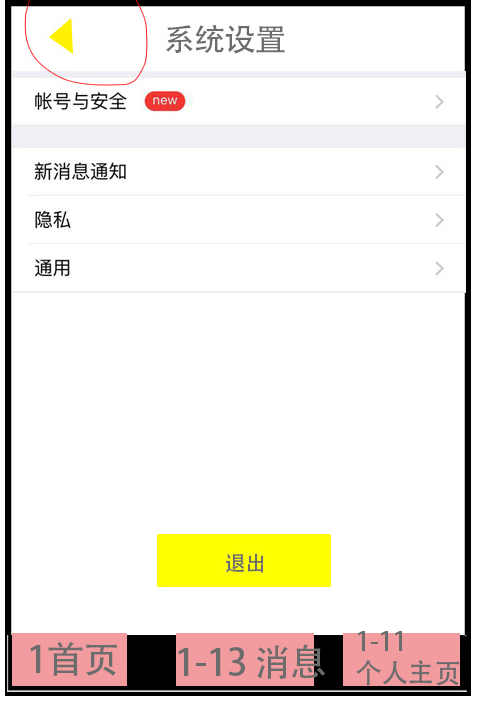 系统设置
帐号与安全 new
新消息通知
隐私
通用
退出
1首页
1-13 消息
1-11
个人主页